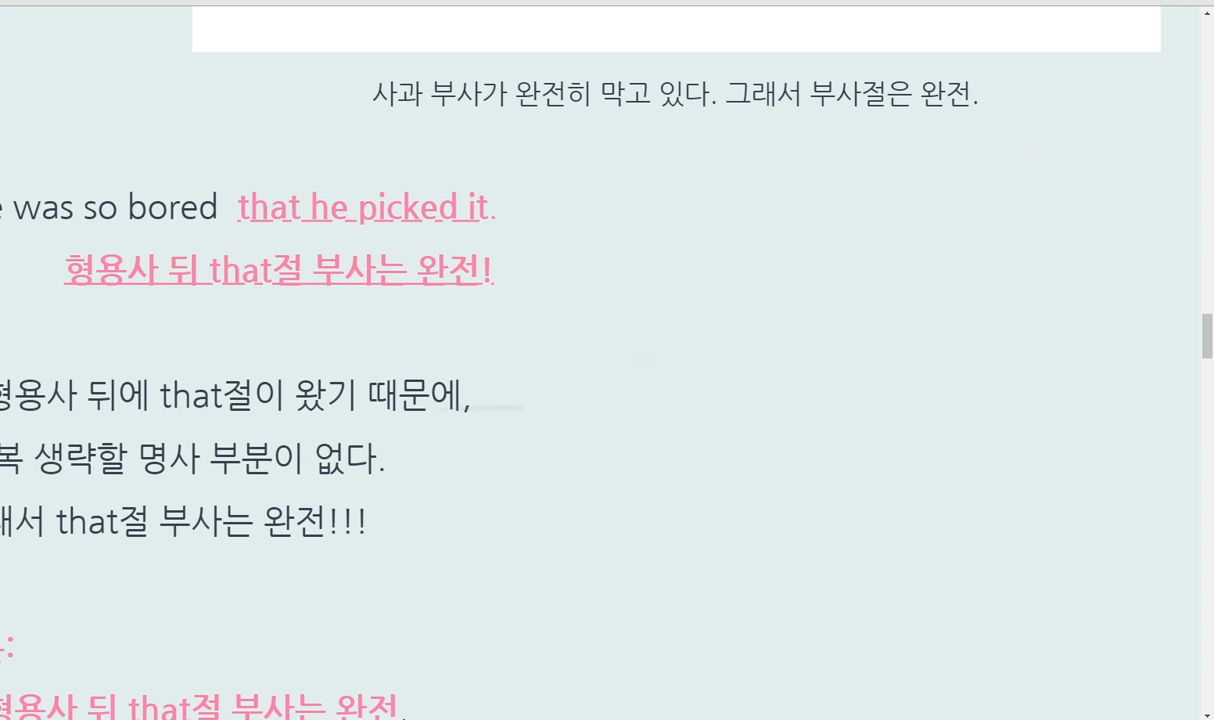 사과 부사가 완전히 막고 있다. 그래서 부사절은 완전.
was so bored that he picked it.
형용사 뒤 that절 부사는 완전!
형용사 뒤에 that절이 왔기 때문에,
복 생략할 명사 부분이 없다.
래서 that절 부사는 완전!!!
형용사 뒤 that절 부사는 완전.